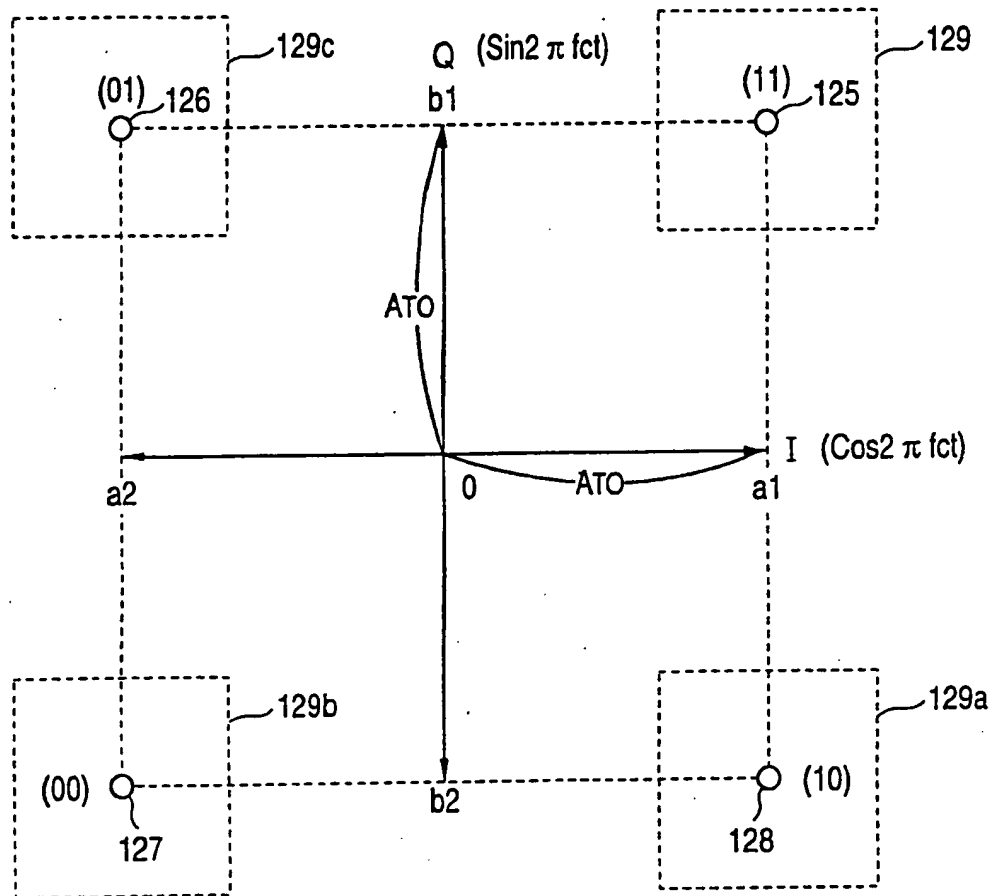 129c
Q (Sin2 π fct)
129
(01)
126
b1
(11)
125
ATO
I (Cos2 π fct)
a2
0
ATO
a1
129b
129a
(00)
b2
(10)
127
128